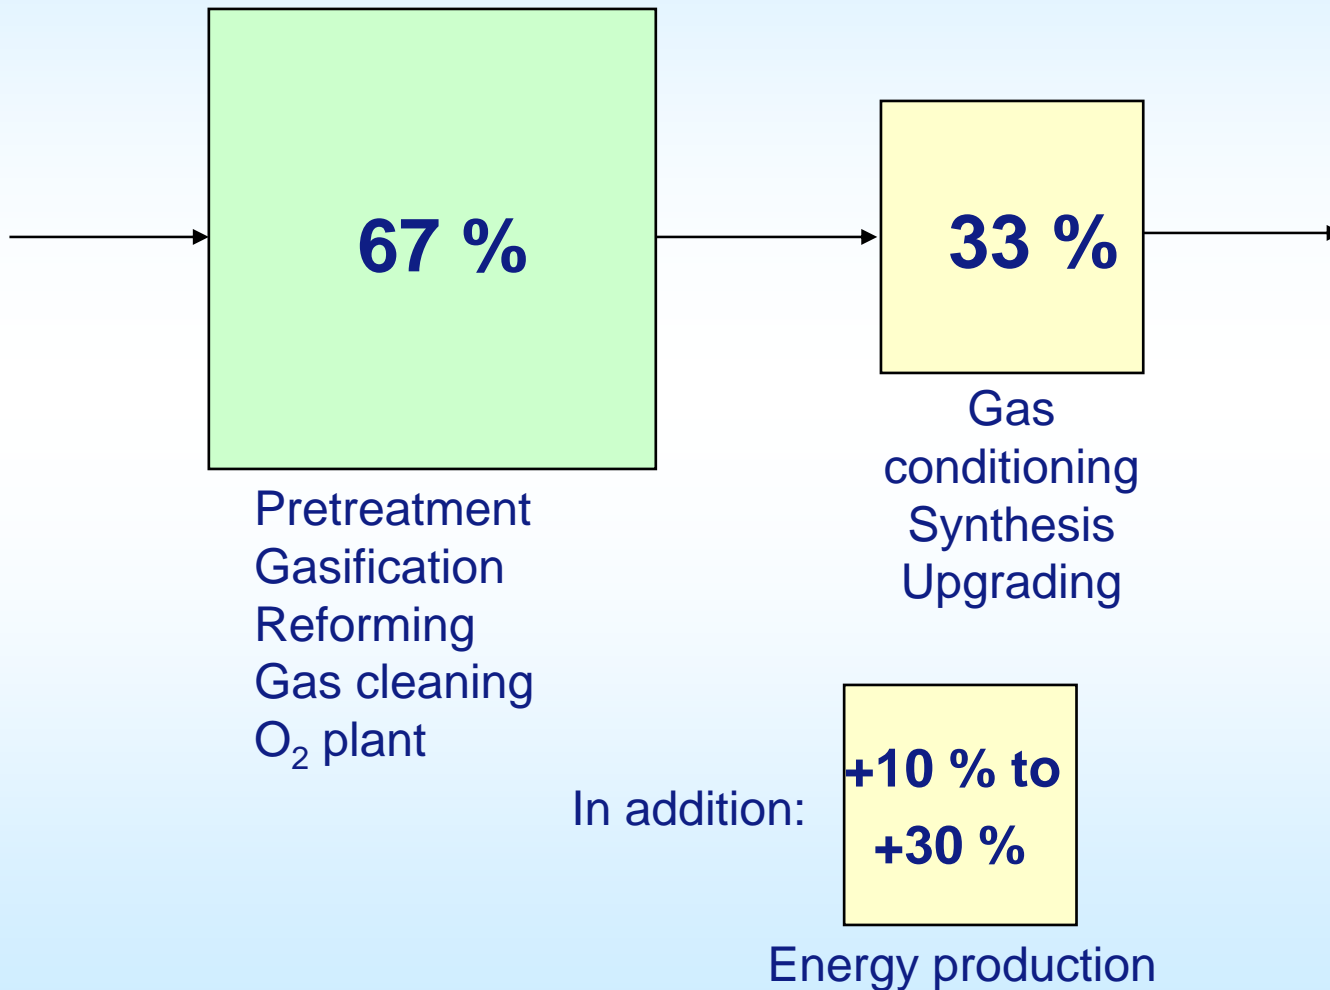 67 %
Pretreatment
Gasification
Reforming
Gas cleaning
O₂ plant
33 %
Gas
conditioning
Synthesis
Upgrading
In addition:
+10 % to
+30 %
Energy production